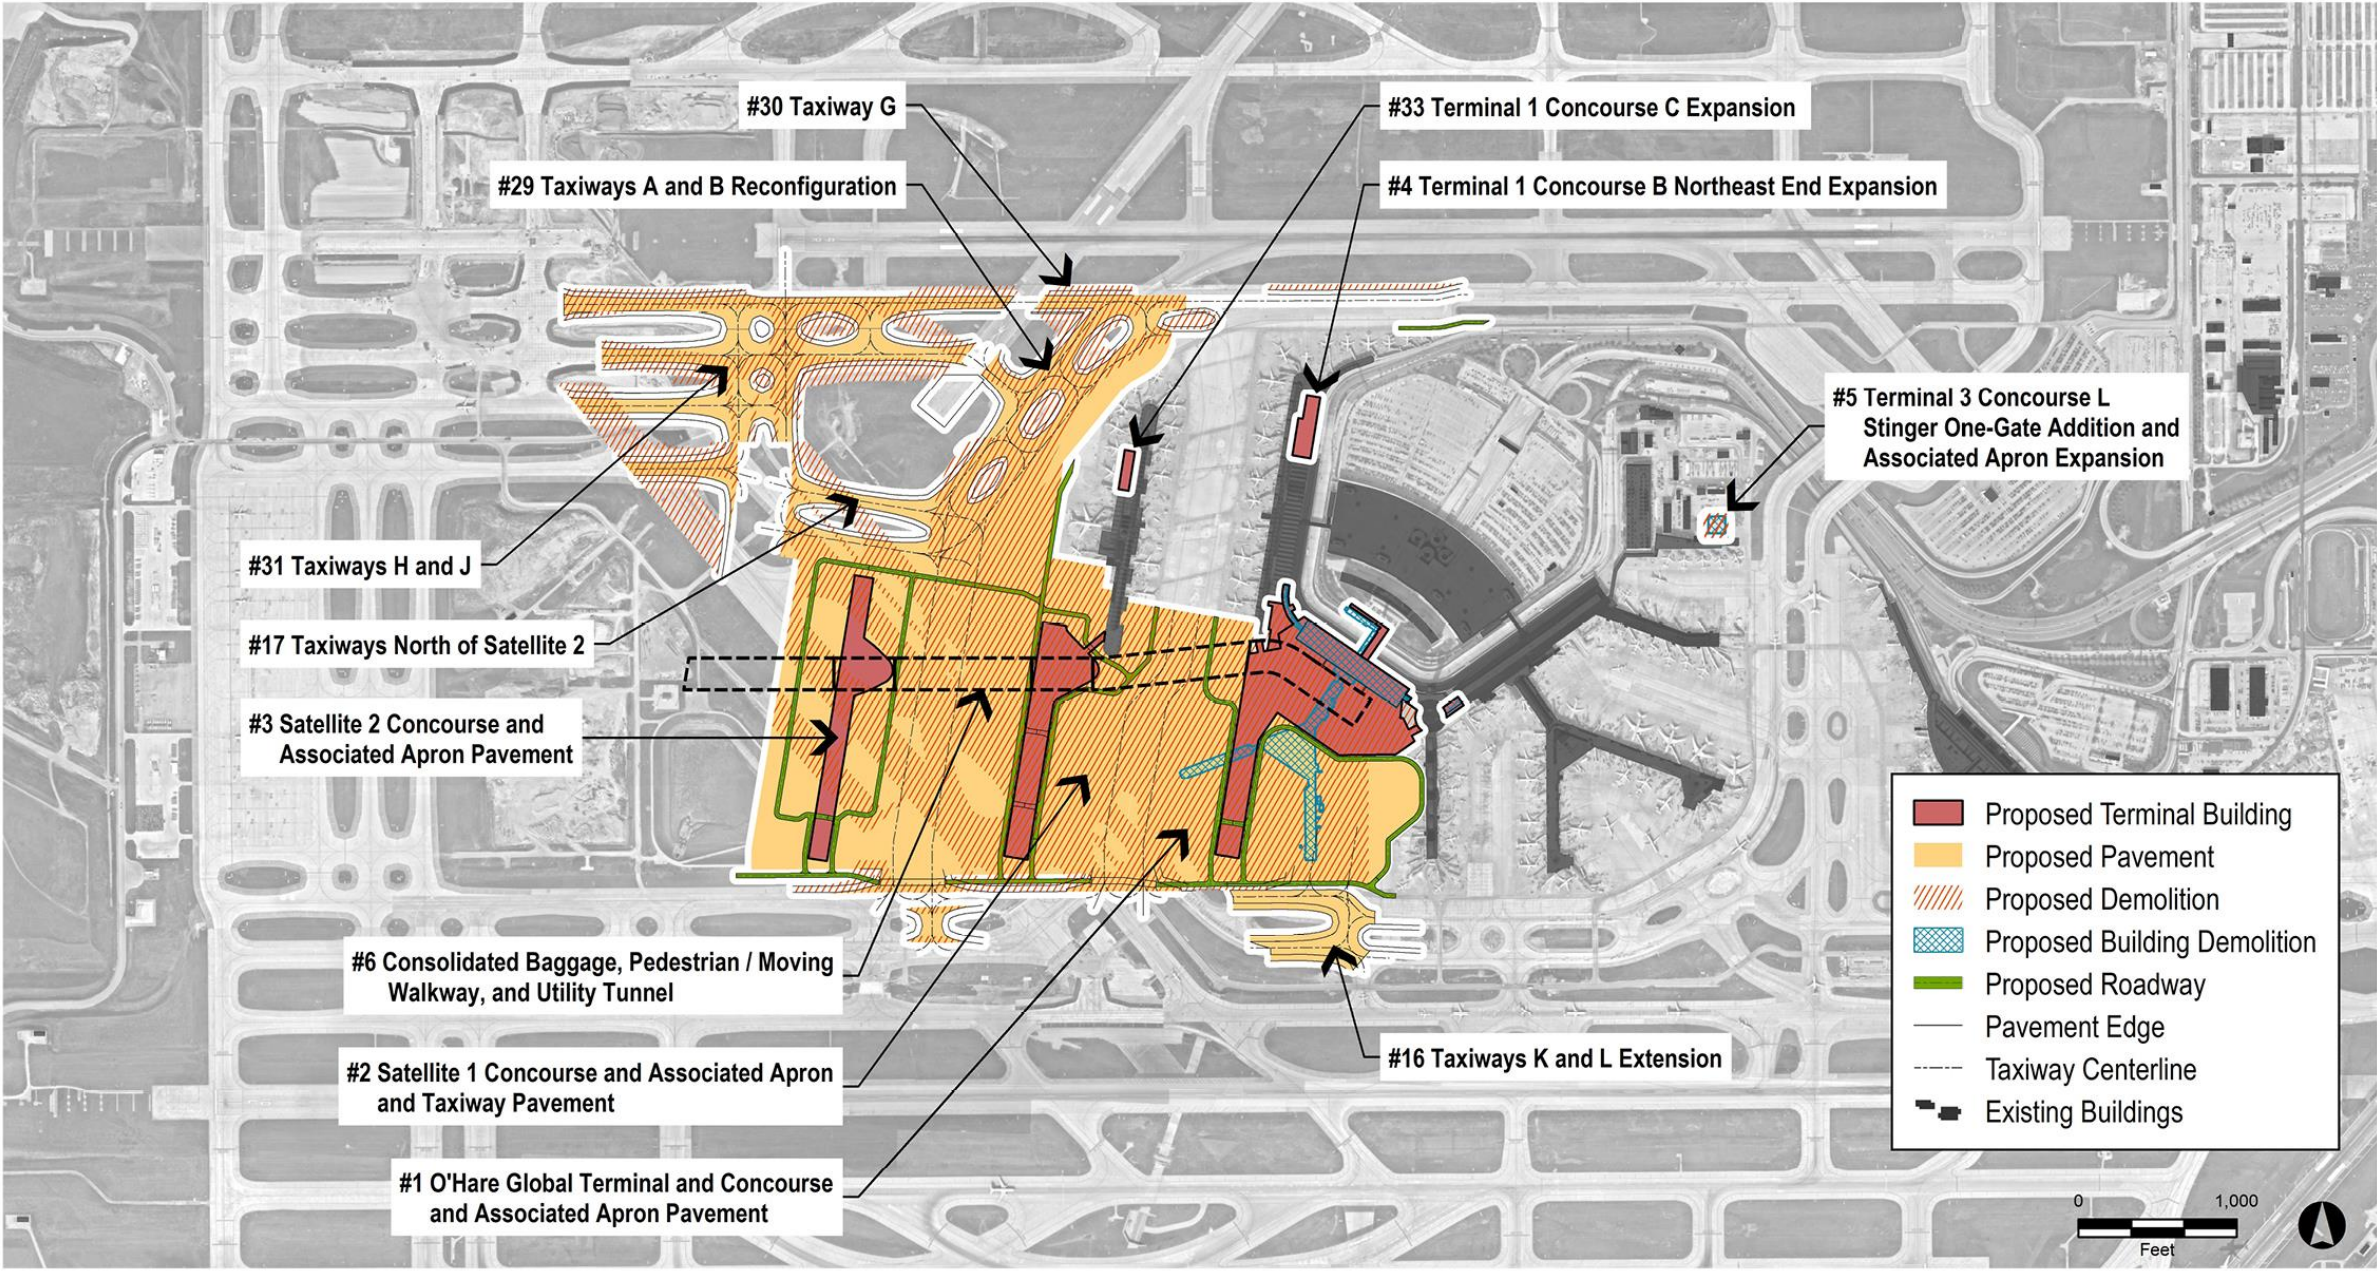 #30 Taxiway G
#33 Terminal 1 Concourse C Expansion
#29 Taxiways A and B Reconfiguration
#4 Terminal 1 Concourse B Northeast End Expansion
#5 Terminal 3 Concourse L
Stinger One-Gate Addition and
Associated Apron Expansion
#31 Taxiways H and J
#17 Taxiways North of Satellite 2
#3 Satellite 2 Concourse and
Associated Apron Pavement
#6 Consolidated Baggage, Pedestrian / Moving
Walkway, and Utility Tunnel
#2 Satellite 1 Concourse and Associated Apron
and Taxiway Pavement
#1 O'Hare Global Terminal and Concourse
and Associated Apron Pavement
#16 Taxiways K and L Extension
Proposed Terminal Building
Proposed Pavement
Proposed Demolition
Proposed Building Demolition
Proposed Roadway
Pavement Edge
Taxiway Centerline
Existing Buildings
0 1,000
Feet